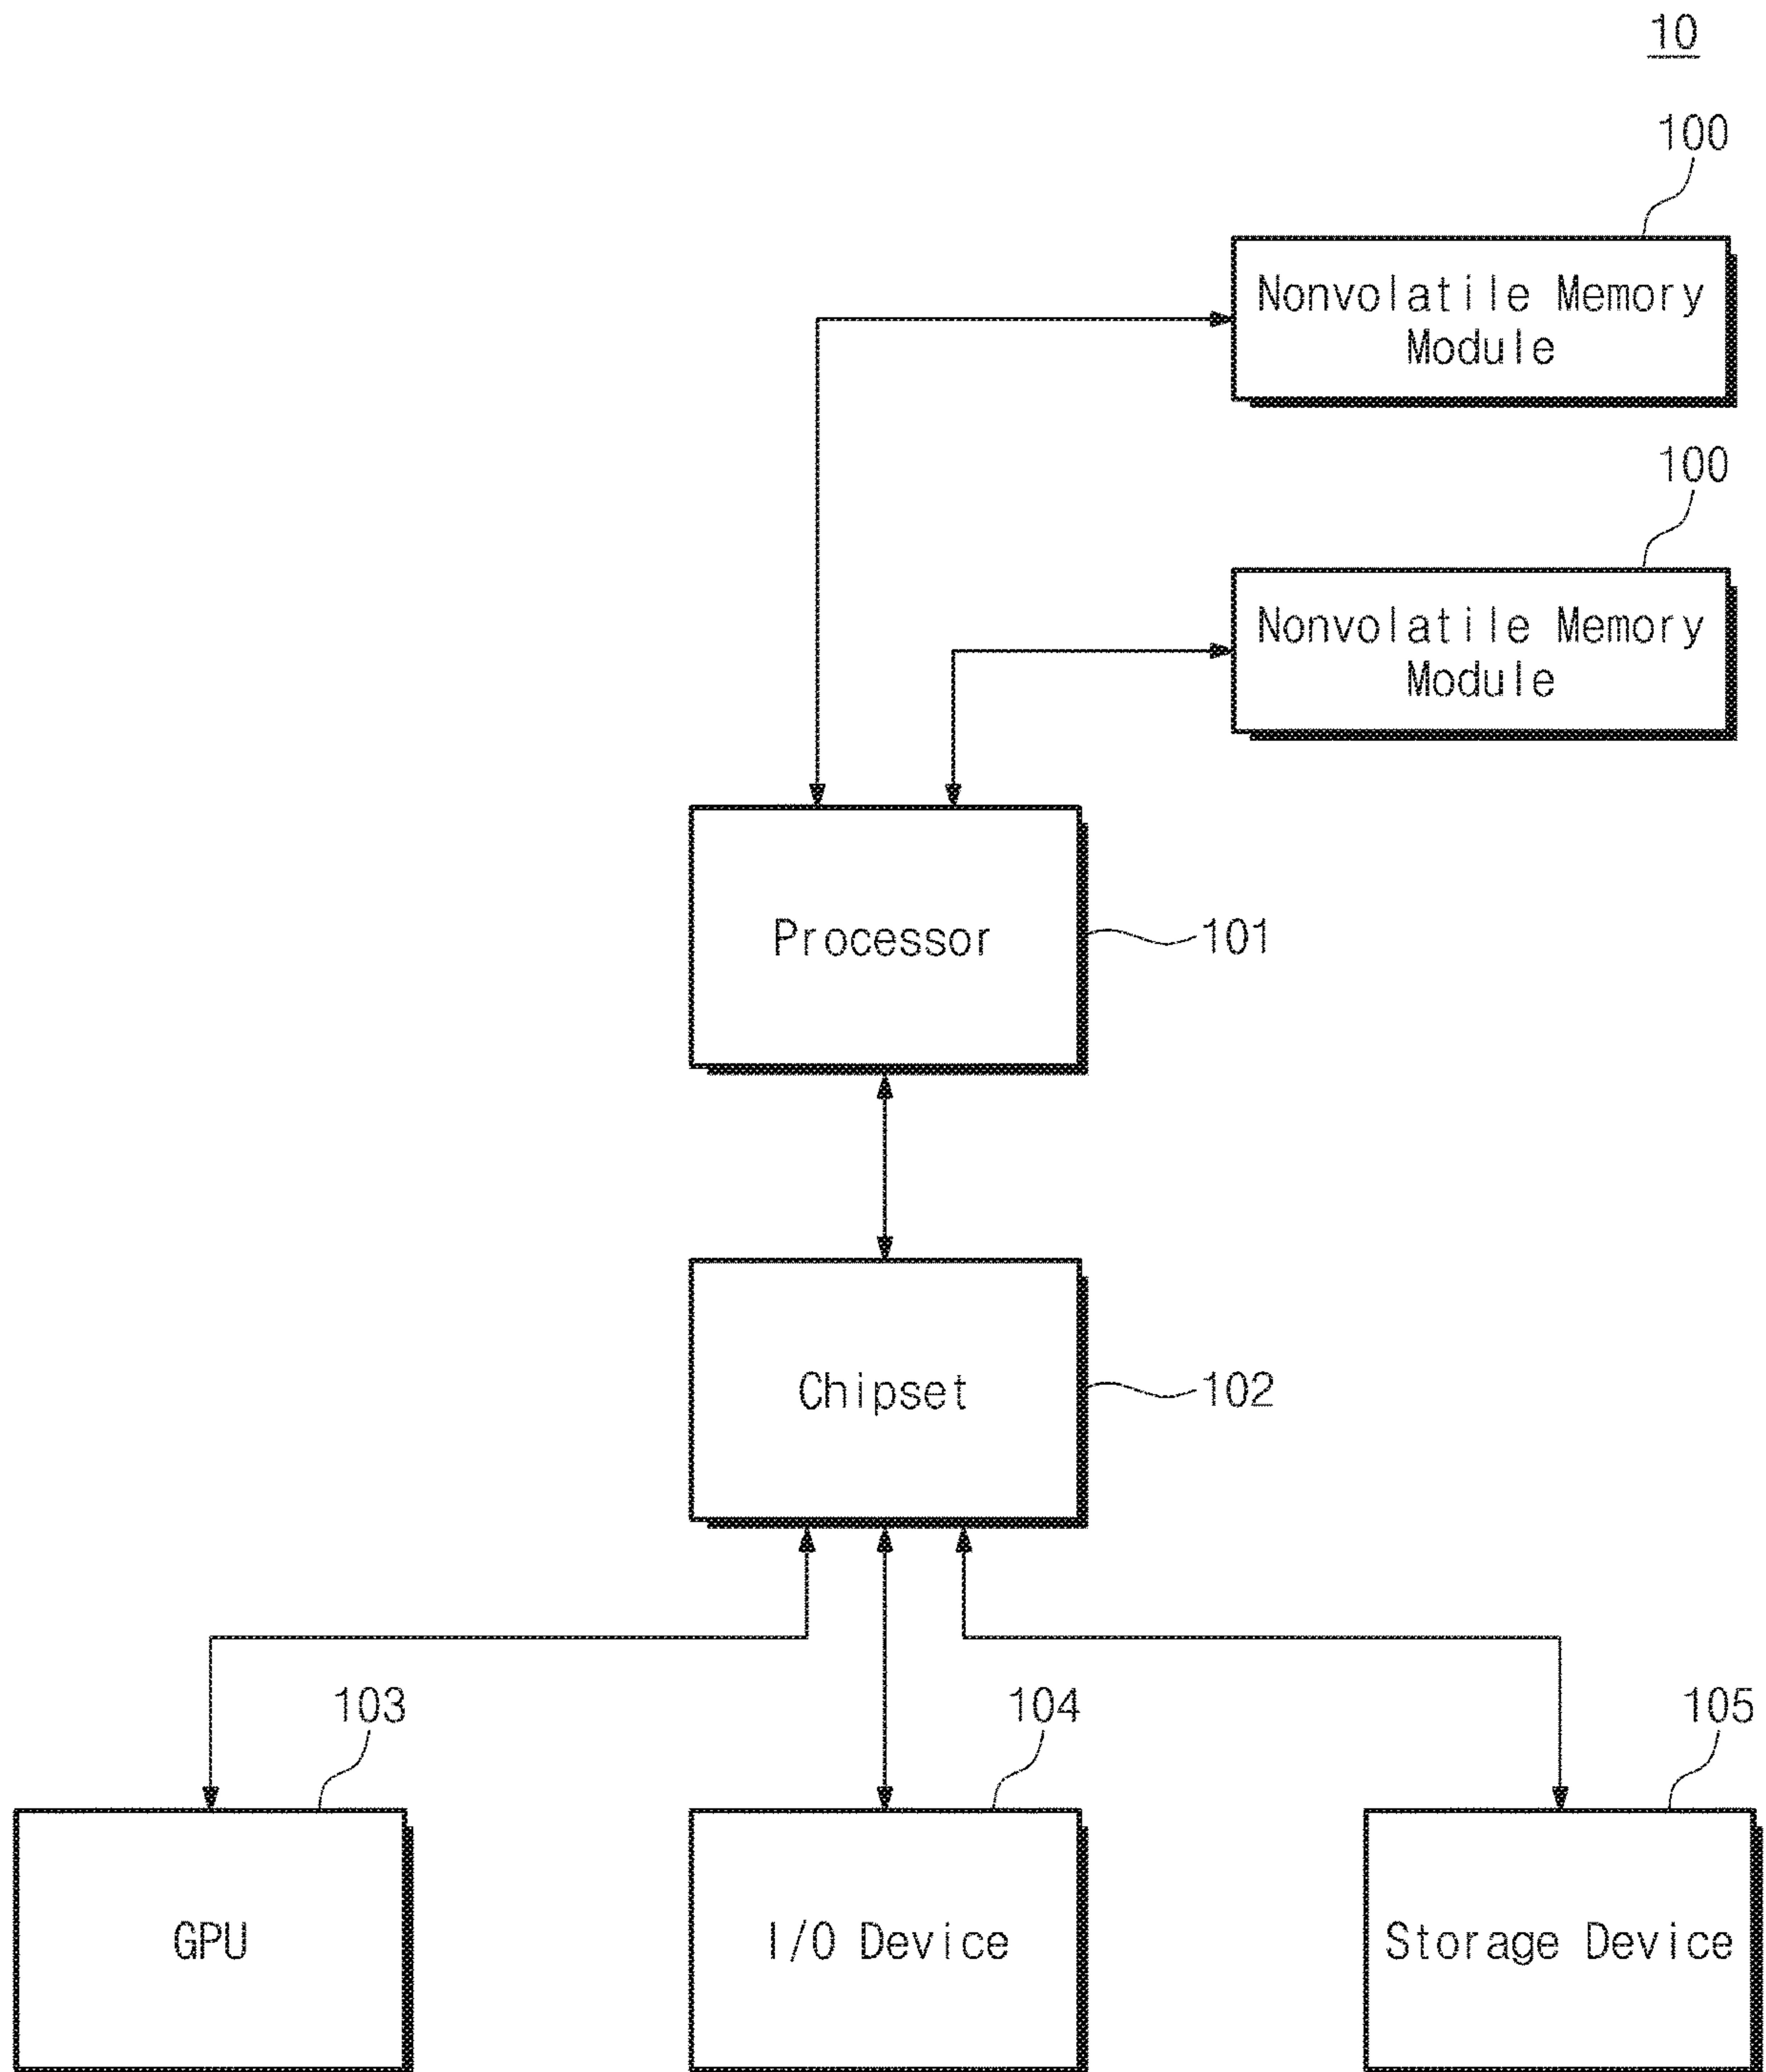 10
100
Nonvolatile Memory
Module
100
Nonvolatile Memory
Module
Processor
101
Chipset
102
103
104
105
GPU
I/O Device
Storage Device